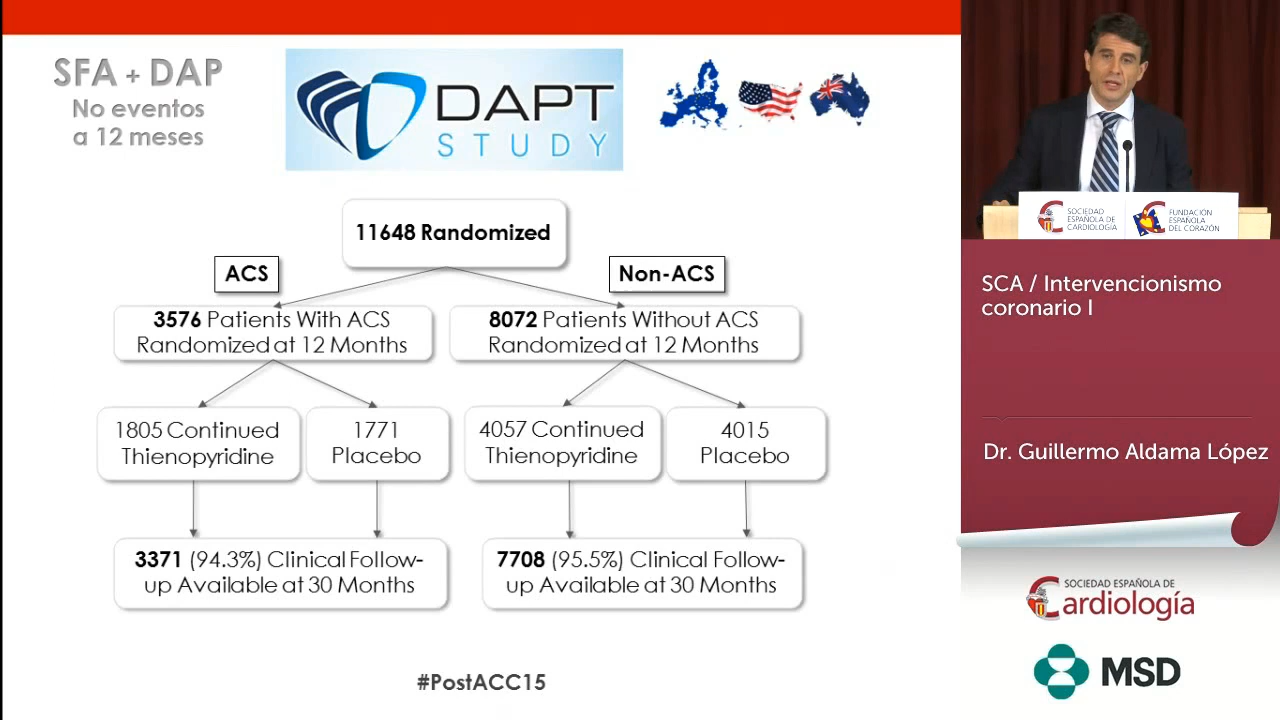 SFA + DAP
No eventos
a 12 meses
DAPT
STUDY
11648 Randomized
ACS
Non-ACS
3576 Patients With ACS
Randomized at 12 Months
8072 Patients Without ACS
Randomized at 12 Months
1805 Continued
Thienopyridine
1771
Placebo
4057 Continued
Thienopyridine
4015
Placebo
3371 (94.3%) Clinical Follow-
up Available at 30 Months
7708 (95.5%) Clinical Follow-
up Available at 30 Months
#PostACC15
SOCIEDAD
ESPAÑOLA DE
CARDIOLOGÍA
FUNDACIÓN
ESPAÑOLA
DEL CORAZÓN
SCA / Intervencionismo
coronario I
Dr. Guillermo Aldama López
SOCIEDAD ESPAÑOLA DE
Cardiología
MSD